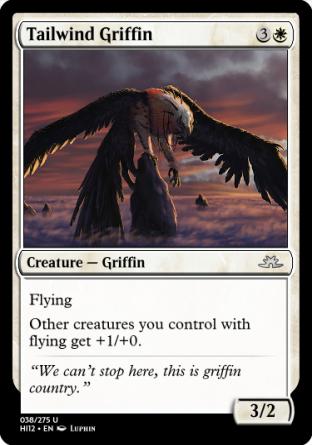 Tailwind Griffin 3
Creature — Griffin
Flying
Other creatures you control with
flying get +1/+0.
“We can’t stop here, this is griffin
country.”
3/2
038/275 U
HI12 • EN Luphin